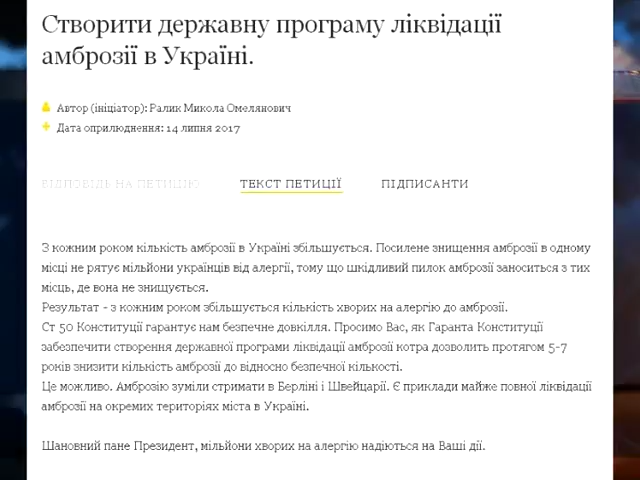 Створити державну програму ліквідації
амброзії в Україні.
Автор (ініціатор): Ралик Микола Омелянович
Дата оприлюднення: 14 липня 2017
ВІДПОВІДЬ НА ПЕТИЦІЮ
ТЕКСТ ПЕТИЦІЇ
ПІДПИСАНТИ
З кожним роком кількість амброзії в Україні збільшується. Посилене знищення амброзії в одному
місці не рятує мільйони українців від алергії, тому що шкідливий пилок амброзії заноситься з тих
місць, де вона не знищується.
Результат - з кожним роком збільшується кількість хворих на алергію до амброзії.
Ст 50 Конституції гарантує нам безпечне довкілля. Просимо Вас, як Гаранта Конституції
забезпечити створення державної програми ліквідації амброзії котра дозволить протягом 5-7
років знизити кількість амброзії до відносно безпечної кількості.
Це можливо. Амброзію зуміли стримати в Берліні і Швейцарії. Є приклади майже повної ліквідації
амброзії на окремих територіях міста в Україні.
Шановний пане Президент, мільйони хворих на алергію надіються на Ваші дії.